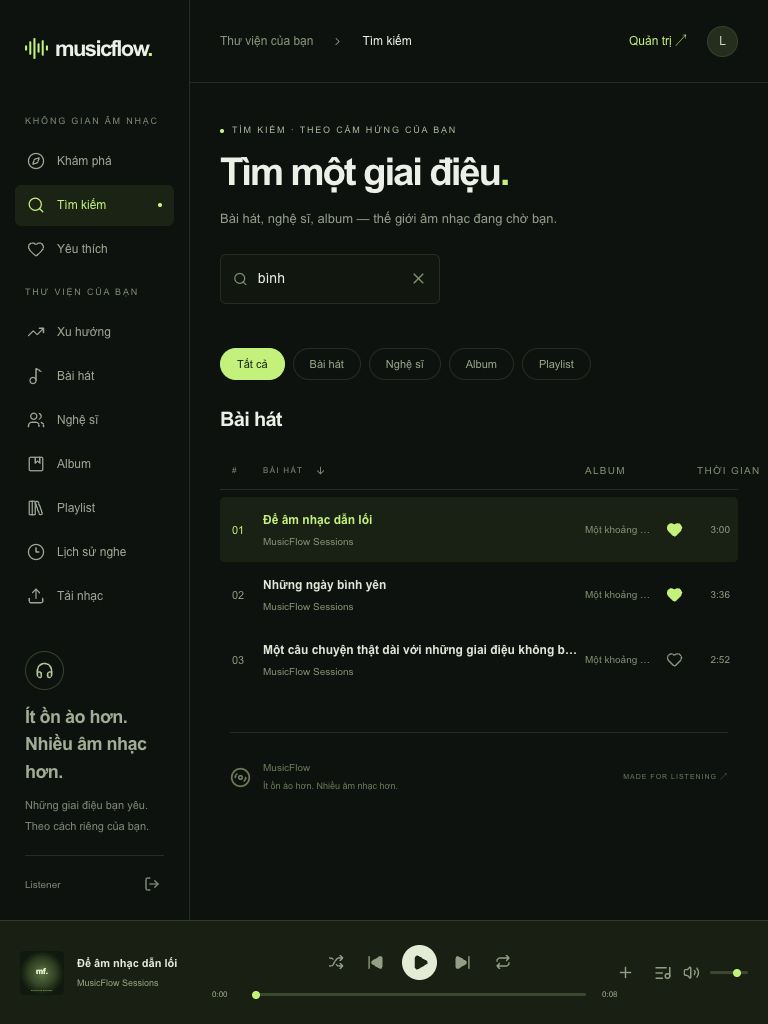 musicflow.
Thư viện của bạn > Tìm kiếm
Quản trị ↗
L
KHÔNG GIAN ÂM NHẠC
Khám phá
Tìm kiếm
Yêu thích
THƯ VIỆN CỦA BẠN
Xu hướng
Bài hát
Nghệ sĩ
Album
Playlist
Lịch sử nghe
Tải nhạc
Ít ồn ào hơn.
Nhiều âm nhạc
hơn.
Những giai điệu bạn yêu.
Theo cách riêng của bạn.
Listener
TÌM KIẾM · THEO CẢM HỨNG CỦA BẠN
Tìm một giai điệu.
Bài hát, nghệ sĩ, album — thế giới âm nhạc đang chờ bạn.
bình
Tất cả
Bài hát
Nghệ sĩ
Album
Playlist
Bài hát
# BÀI HÁT ↓ ALBUM THỜI GIAN
01 Để âm nhạc dẫn lối Một khoảng ... 3:00
MusicFlow Sessions
02 Những ngày bình yên Một khoảng ... 3:36
MusicFlow Sessions
03 Một câu chuyện thật dài với những giai điệu không b... Một khoảng ... 2:52
MusicFlow Sessions
MusicFlow
Ít ồn ào hơn. Nhiều âm nhạc hơn.
MADE FOR LISTENING ↗
mf.
Để âm nhạc dẫn lối
MusicFlow Sessions
0:00
0:08